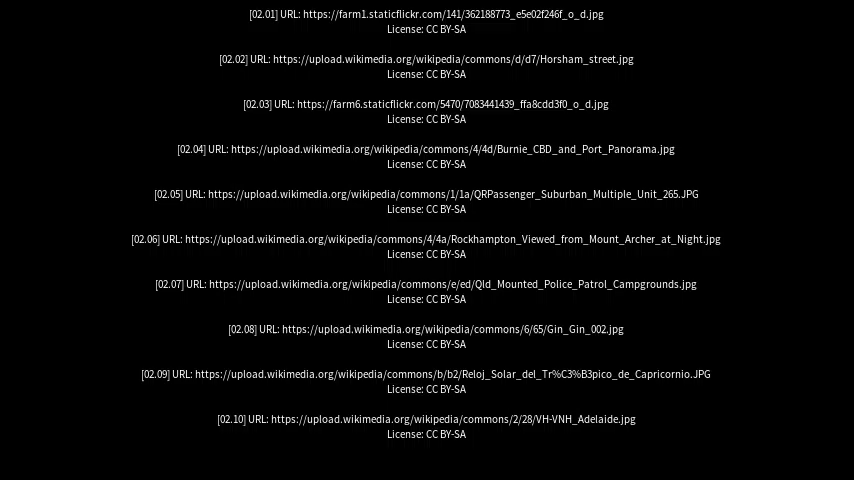 [02.01] URL: https://farm1.staticflickr.com/141/362188773_e5e02f246f_o_d.jpg
License: CC BY-SA
[02.02] URL: https://upload.wikimedia.org/wikipedia/commons/d/d7/Horsham_street.jpg
License: CC BY-SA
[02.03] URL: https://farm6.staticflickr.com/5470/7083441439_ffa8cdd3f0_o_d.jpg
License: CC BY-SA
[02.04] URL: https://upload.wikimedia.org/wikipedia/commons/4/4d/Burnie_CBD_and_Port_Panorama.jpg
License: CC BY-SA
[02.05] URL: https://upload.wikimedia.org/wikipedia/commons/1/1a/QRPassenger_Suburban_Multiple_Unit_265.JPG
License: CC BY-SA
[02.06] URL: https://upload.wikimedia.org/wikipedia/commons/4/4a/Rockhampton_Viewed_from_Mount_Archer_at_Night.jpg
License: CC BY-SA
[02.07] URL: https://upload.wikimedia.org/wikipedia/commons/e/ed/Qld_Mounted_Police_Patrol_Campgrounds.jpg
License: CC BY-SA
[02.08] URL: https://upload.wikimedia.org/wikipedia/commons/6/65/Gin_Gin_002.jpg
License: CC BY-SA
[02.09] URL: https://upload.wikimedia.org/wikipedia/commons/b/b2/Reloj_Solar_del_Tr%C3%B3pico_de_Capricornio.JPG
License: CC BY-SA
[02.10] URL: https://upload.wikimedia.org/wikipedia/commons/2/28/VH-VNH_Adelaide.jpg
License: CC BY-SA